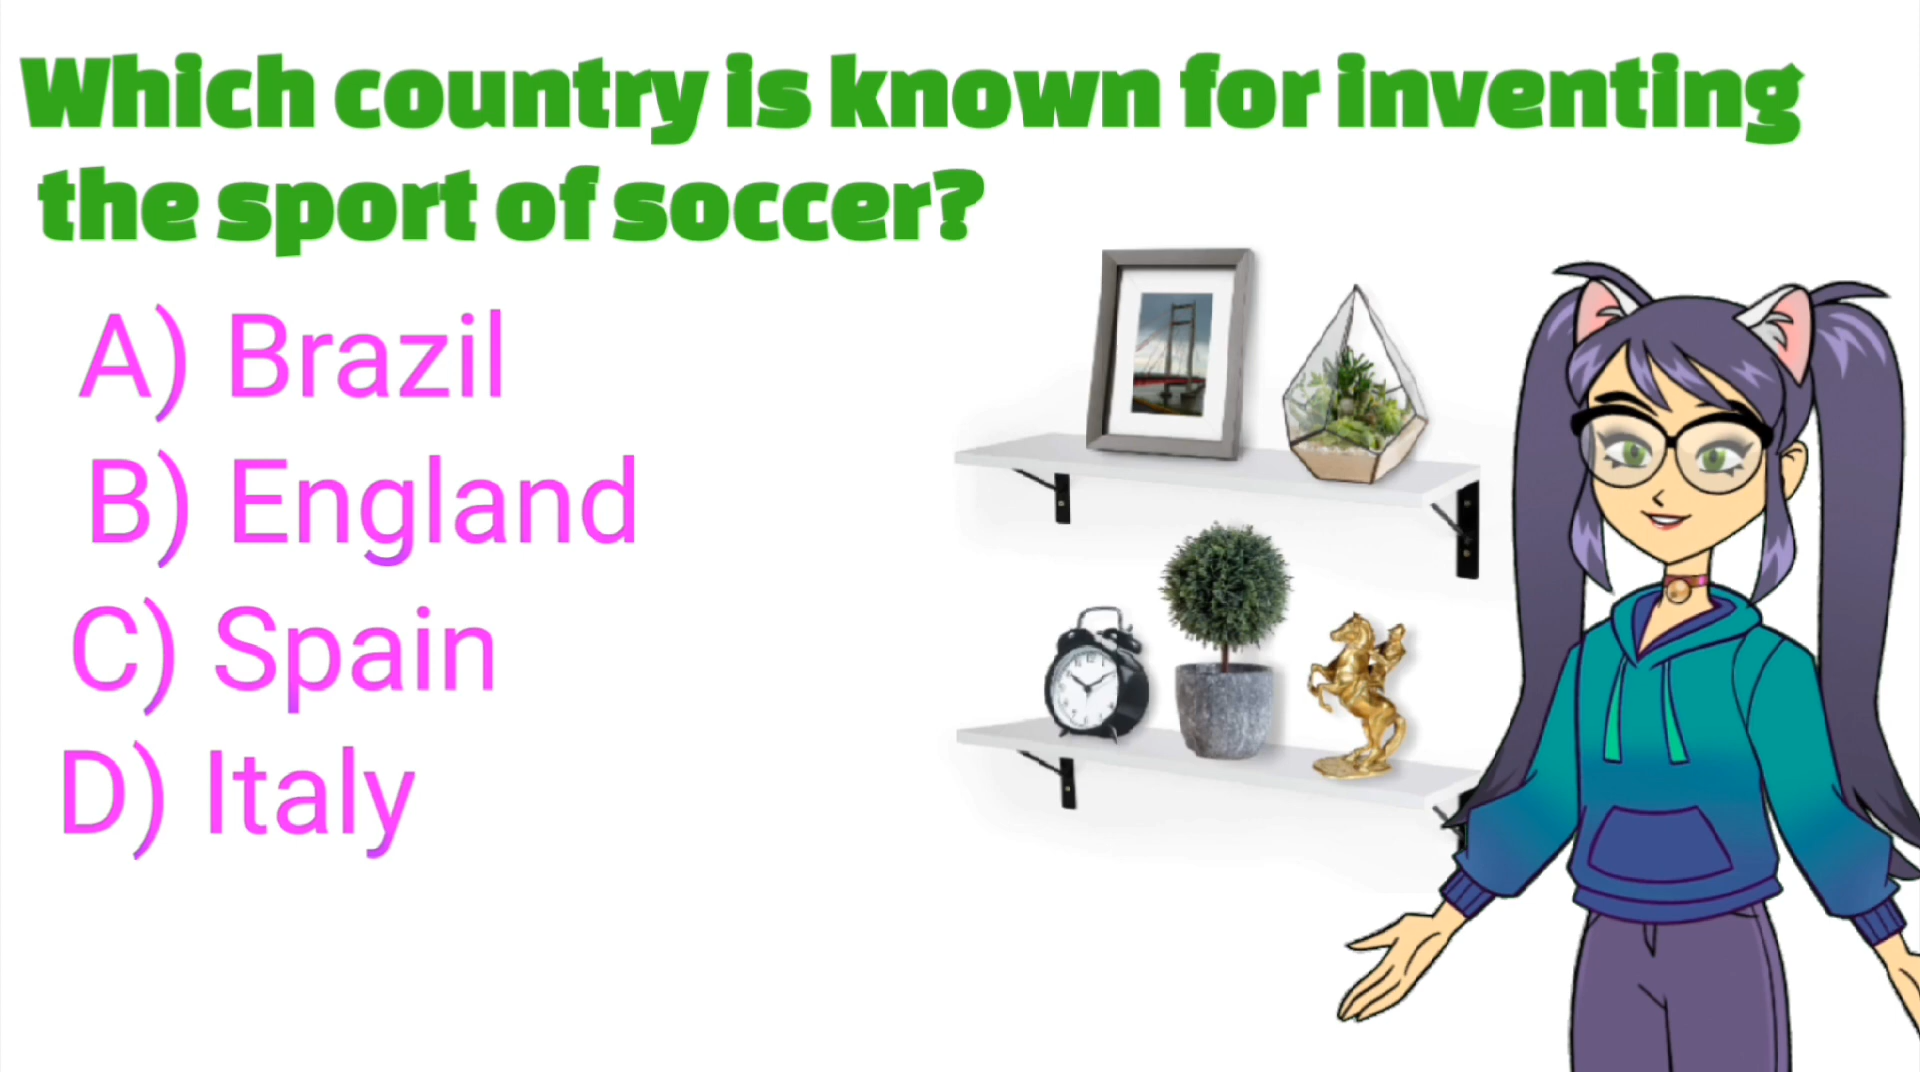 Which country is known for inventing
the sport of soccer?
A) Brazil
B) England
C) Spain
D) Italy